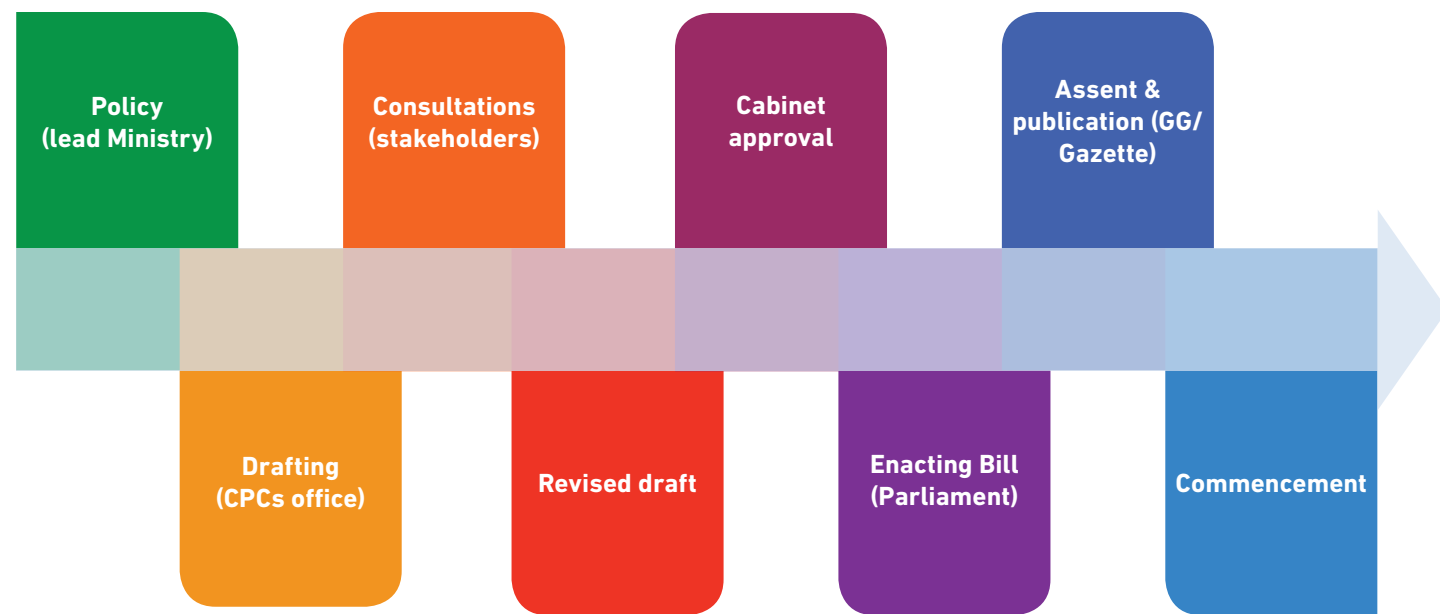 Policy
(lead Ministry)
Drafting
(CPCs office)
Consultations
(stakeholders)
Revised draft
Cabinet
approval
Enacting Bill
(Parliament)
Assent &
publication (GG/
Gazette)
Commencement